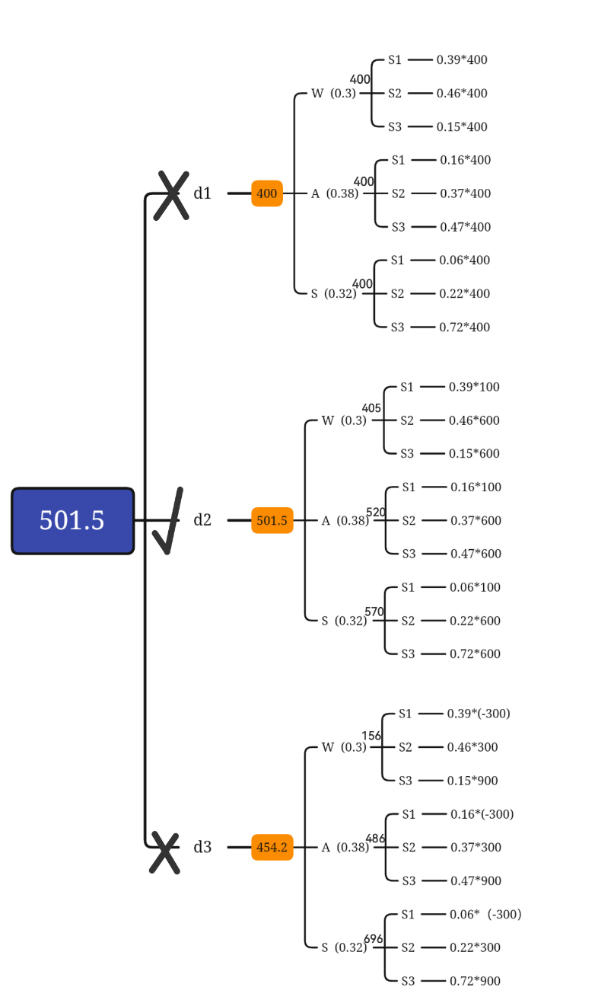 501.5
d1
400
W (0.3)
400
S1 0.39*400
S2 0.46*400
S3 0.15*400
A (0.38)
400
S1 0.16*400
S2 0.37*400
S3 0.47*400
S (0.32)
400
S1 0.06*400
S2 0.22*400
S3 0.72*400
d2
501.5
W (0.3)
405
S1 0.39*100
S2 0.46*600
S3 0.15*600
A (0.38)
520
S1 0.16*100
S2 0.37*600
S3 0.47*600
S (0.32)
570
S1 0.06*100
S2 0.22*600
S3 0.72*600
d3
454.2
W (0.3)
156
S1 0.39*(-300)
S2 0.46*300
S3 0.15*900
A (0.38)
486
S1 0.16*(-300)
S2 0.37*300
S3 0.47*900
S (0.32)
696
S1 0.06*（-300）
S2 0.22*300
S3 0.72*900